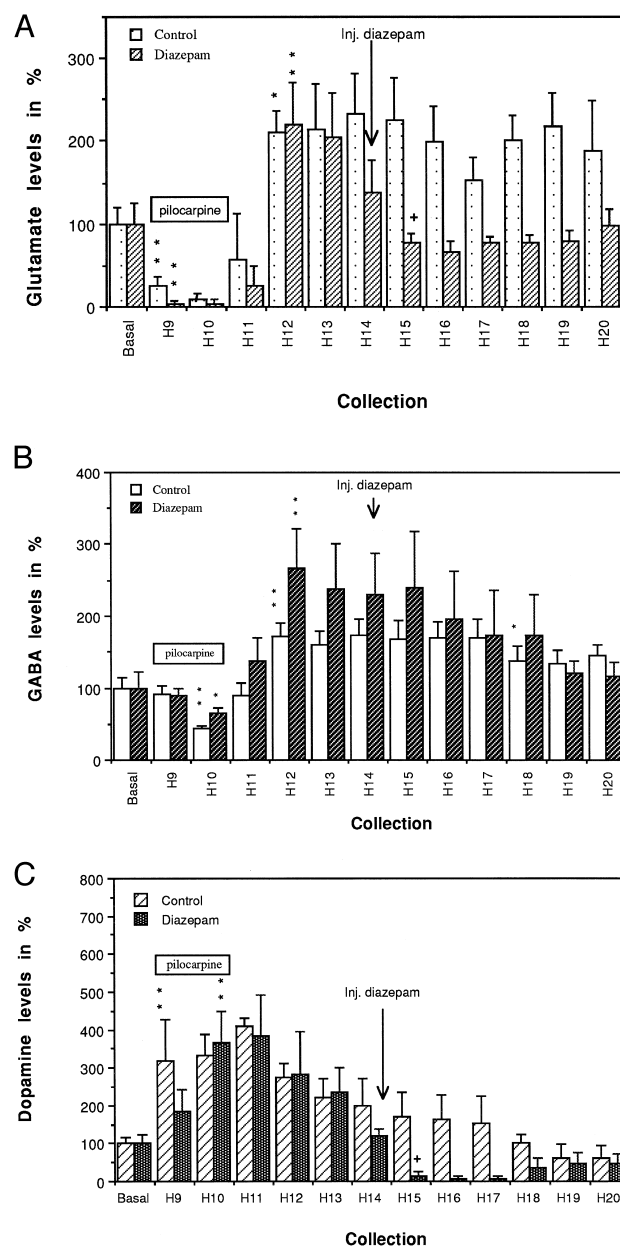 A
Control
Diazepam
Inj. diazepam
* * *
300
200
100
0
pilocarpine
* *
* *
+
Glutamate levels in %
Basal H9 H10 H11 H12 H13 H14 H15 H16 H17 H18 H19 H20
Collection
B
400
300
200
100
0
Control
Diazepam
Inj. diazepam
* *
* *
pilocarpine
* * *
*
GABA levels in %
Basal H9 H10 H11 H12 H13 H14 H15 H16 H17 H18 H19 H20
Collection
C
800
700
600
500
400
300
200
100
0
Control
Diazepam
pilocarpine
* *
* *
Inj. diazepam
+
Dopamine levels in %
Basal H9 H10 H11 H12 H13 H14 H15 H16 H17 H18 H19 H20
Collection